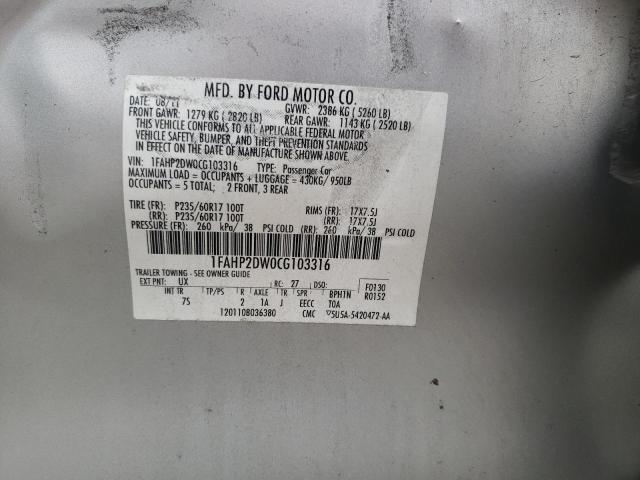 MFD. BY FORD MOTOR CO.
DATE: 08/11 GVWR: 2386 KG ( 5260 LB)
FRONT GAWR: 1279 KG ( 2820 LB) REAR GAWR: 1143 KG ( 2520 LB)
THIS VEHICLE CONFORMS TO ALL APPLICABLE FEDERAL MOTOR
VEHICLE SAFETY, BUMPER, AND THEFT PREVENTION STANDARDS
IN EFFECT ON THE DATE OF MANUFACTURE SHOWN ABOVE.
VIN: 1FAHP2DW0CG103316 TYPE: Passenger Car
MAXIMUM LOAD = OCCUPANTS + LUGGAGE = 430KG/ 950LB
OCCUPANTS = 5 TOTAL; 2 FRONT, 3 REAR
TIRE (FR): P235/60R17 100T RIMS (FR): 17X7.5J
(RR): P235/60R17 100T (RR): 17X7.5J
PRESSURE (FR): 260 kPa/ 38 PSI COLD (RR): 260 kPa/ 38 PSI COLD
1FAHP2DW0CG103316
TRAILER TOWING - SEE OWNER GUIDE
EXT PNT: UX RC: 27 DSO: F0130
R0152
INT TR TP/PS R AXLE TR SPR BPH1N
75 2 1A J EECC T0A
1201108036380 CMC ▽5U5A-5420472-AA